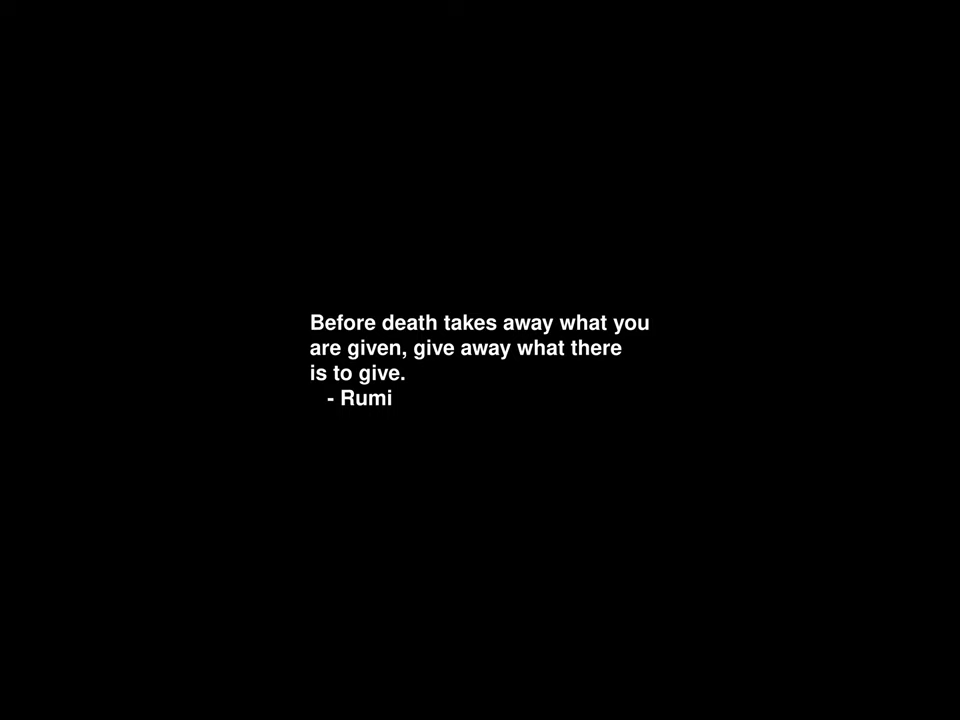 Before death takes away what you
are given, give away what there
is to give.
- Rumi